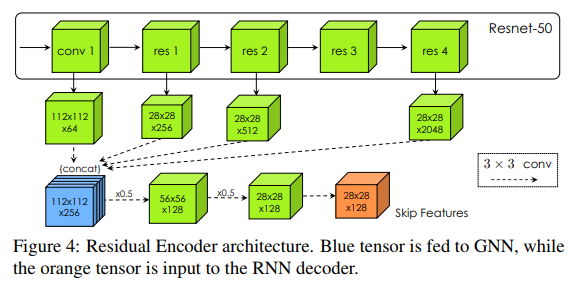 Resnet-50
conv 1
res 1
res 2
res 3
res 4
112x112
x64
28x28
x256
28x28
x512
28x28
x2048
{concat}
3 × 3 conv
112x112
x256
x0.5
56x56
x128
x0.5
28x28
x128
28x28
x128
Skip Features
Figure 4: Residual Encoder architecture. Blue tensor is fed to GNN, while
the orange tensor is input to the RNN decoder.